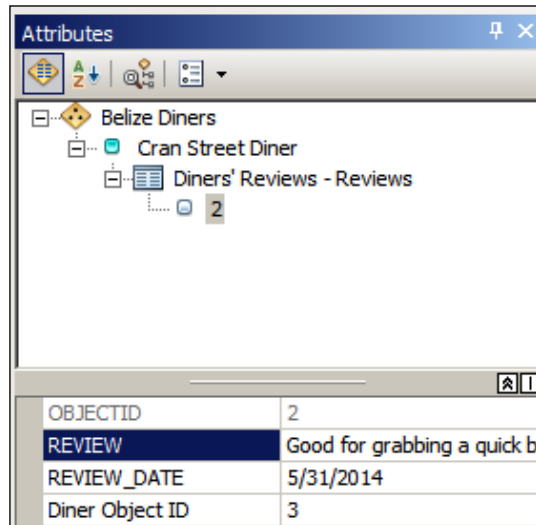 Attributes
Belize Diners
Cran Street Diner
Diners' Reviews - Reviews
2
OBJECTID 2
REVIEW Good for grabbing a quick b
REVIEW_DATE 5/31/2014
Diner Object ID 3